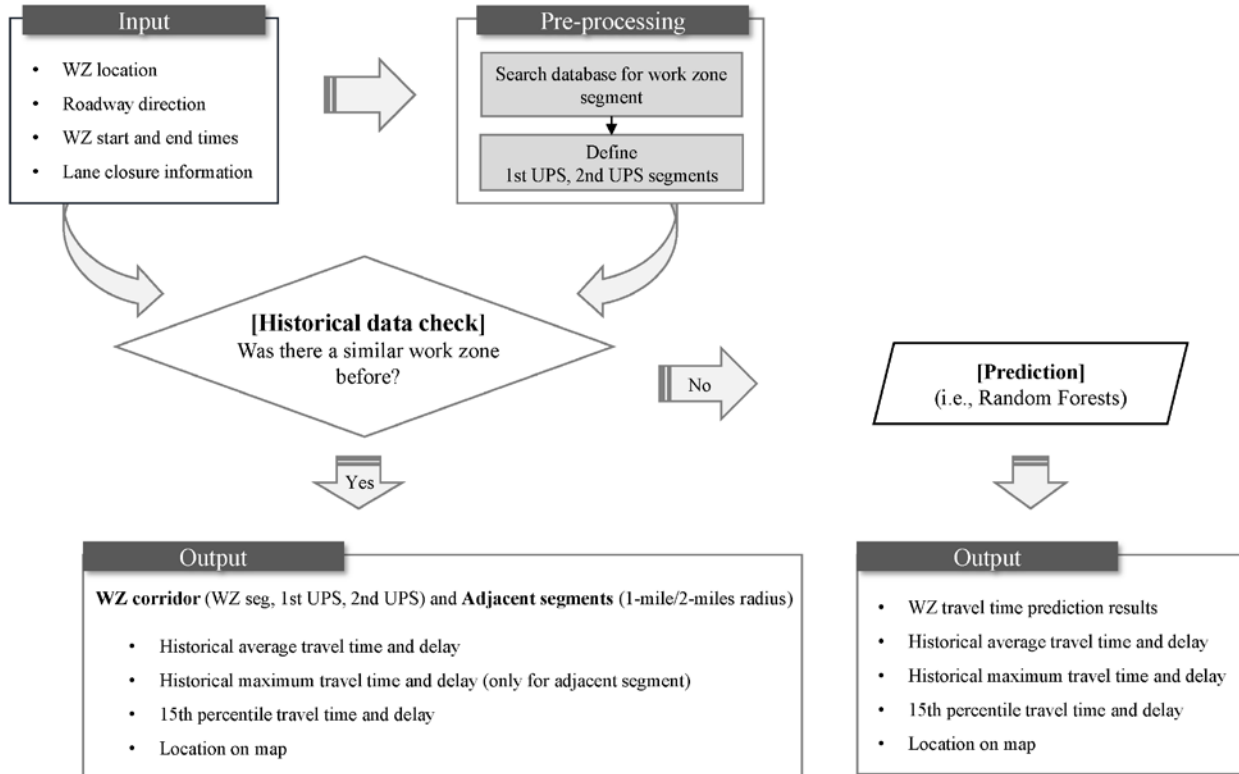 Input
• WZ location
• Roadway direction
• WZ start and end times
• Lane closure information
Pre-processing
Search database for work zone
segment
Define
1st UPS, 2nd UPS segments
[Historical data check]
Was there a similar work zone
before?
No
[Prediction]
(i.e., Random Forests)
Yes
Output
WZ corridor (WZ seg, 1st UPS, 2nd UPS) and Adjacent segments (1-mile/2-miles radius)
• Historical average travel time and delay
• Historical maximum travel time and delay (only for adjacent segment)
• 15th percentile travel time and delay
• Location on map
Output
• WZ travel time prediction results
• Historical average travel time and delay
• Historical maximum travel time and delay
• 15th percentile travel time and delay
• Location on map